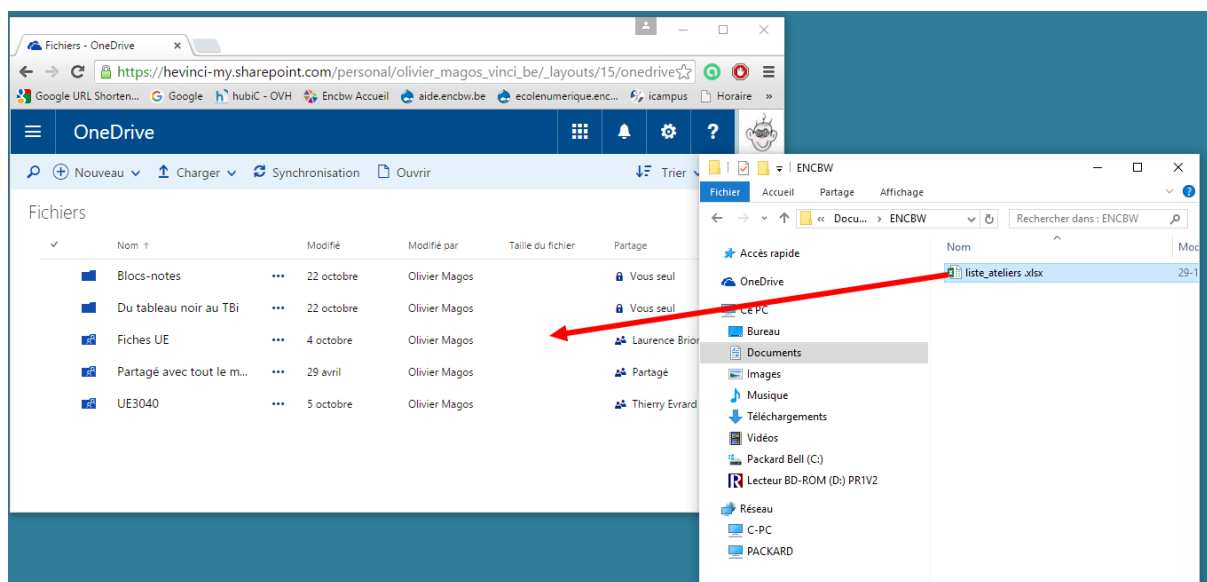 Fichiers - OneDrive
https://hevinci-my.sharepoint.com/personal/olivier_magos_vinci_be/_layouts/15/onedrive
Google URL Shorten... Google hubiC - OVH Encbw Accueil aide.encbw.be ecolenumerique.enc... icampus Horaire »
OneDrive
Nouveau Charger Synchronisation Ouvrir Trier
Fichiers
Nom ↑ Modifié Modifié par Taille du fichier Partage
Blocs-notes ... 22 octobre Olivier Magos Vous seul
Du tableau noir au TBi ... 22 octobre Olivier Magos Vous seul
Fiches UE ... 4 octobre Olivier Magos Laurence Brior
Partagé avec tout le m... ... 29 avril Olivier Magos Partagé
UE3040 ... 5 octobre Olivier Magos Thierry Evrard
ENCBW
Fichier Accueil Partage Affichage
« Docu... › ENCBW Rechercher dans : ENCBW
Nom Moc
liste_ateliers .xlsx 29-1
Accès rapide
OneDrive
Ce PC
Bureau
Documents
Images
Musique
Téléchargements
Vidéos
Packard Bell (C:)
Lecteur BD-ROM (D:) PR1V2
Réseau
C-PC
PACKARD